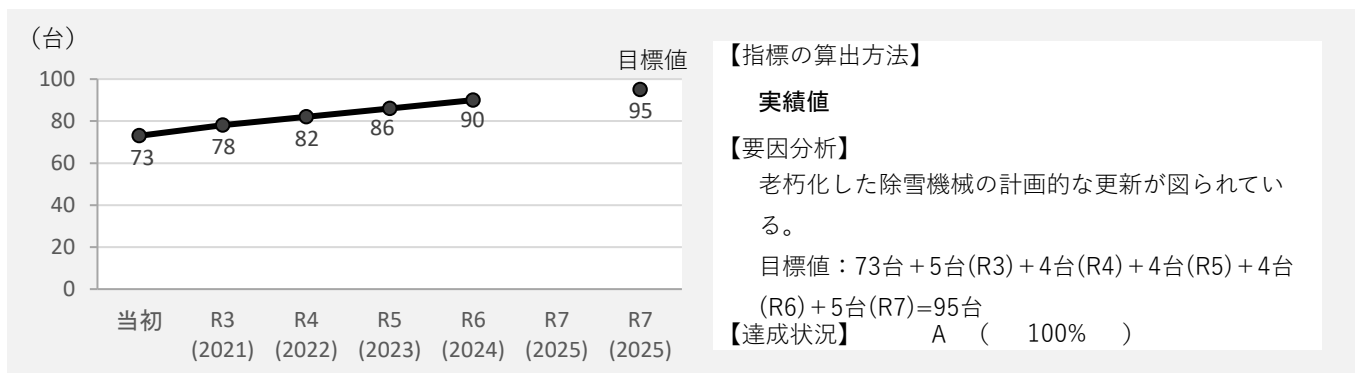 （台）
目標値
100
80
60
40
20
0
73
78
82
86
90
95
当初 R3 R4 R5 R6 R7 R7
(2021) (2022) (2023) (2024) (2025) (2025)
【指標の算出方法】
実績値
【要因分析】
老朽化した除雪機械の計画的な更新が図られてい
る。
目標値：73台＋5台(R3)＋4台(R4)＋4台(R5)＋4台
(R6)＋5台(R7)=95台
【達成状況】 A （ 100% ）